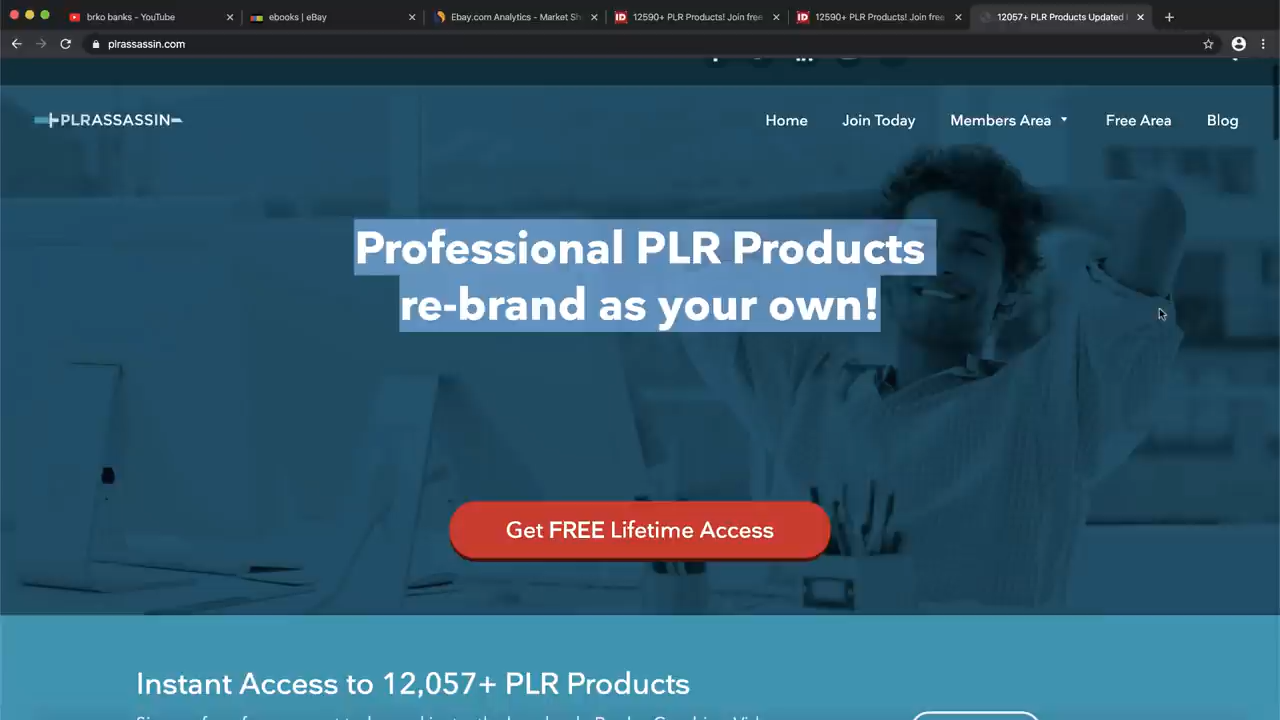 brko banks - YouTube
ebooks | eBay
Ebay.com Analytics - Market Sh
12590+ PLR Products! Join free
12590+ PLR Products! Join free
12057+ PLR Products Updated
plrassassin.com
PLRASSASSIN
Home
Join Today
Members Area
Free Area
Blog
Professional PLR Products
re-brand as your own!
Get FREE Lifetime Access
Instant Access to 12,057+ PLR Products